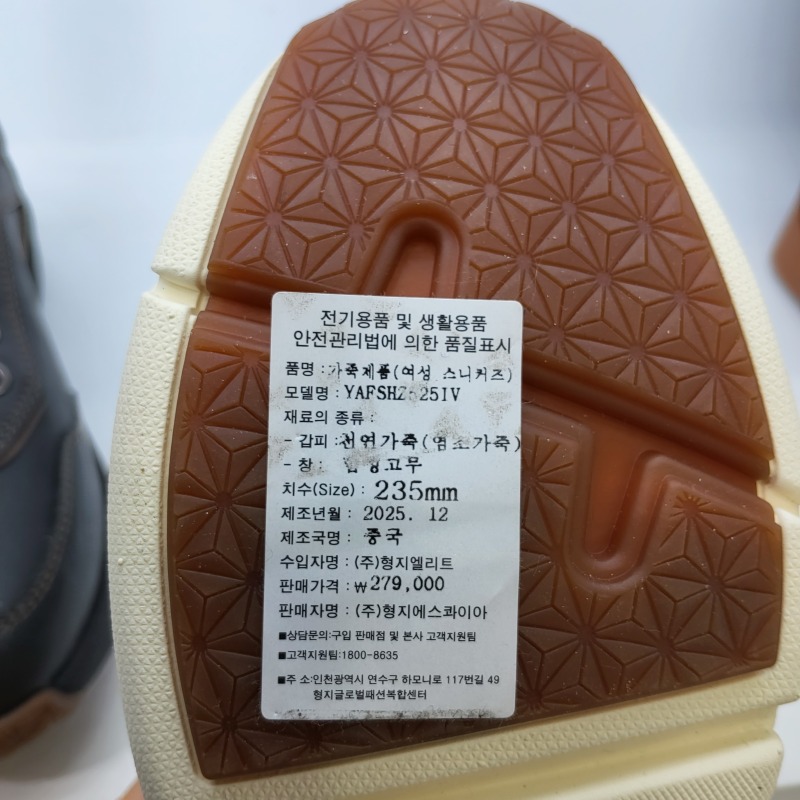 전기용품 및 생활용품
안전관리법에 의한 품질표시
품명 : 가죽제품(여성 스니커즈)
모델명 : 25IV
재료의 종류 :
- 갑피 : 천연가죽(염소가죽)
- 창 : 합성고무
치수(Size) : 235mm
제조년월 : 2025. 12
제조국명 : 중국
수입자명 : (주)형지엘리트
판매가격 : ₩279,000
판매자명 : (주)형지에스콰이아
■상담문의:구입 판매점 및 본사 고객지원팀
■고객지원팀:1800-8635
■주 소:인천광역시 연수구 하모니로 117번길 49
형지글로벌패션복합센터